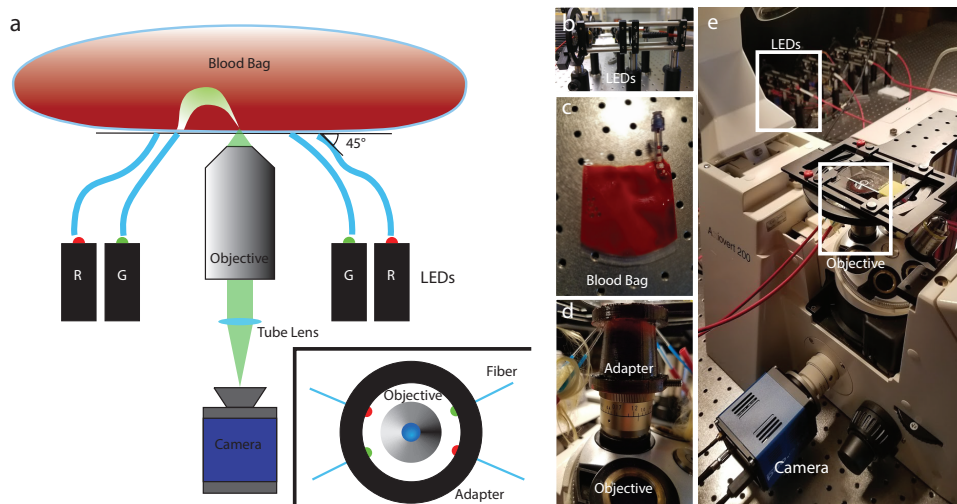 a
Blood Bag
45°
R
G
Objective
G
R
LEDs
Tube Lens
Camera
Fiber
Objective
Adapter
b
LEDs
c
Blood Bag
d
Adapter
Objective
e
LEDs
200
Objective
Camera